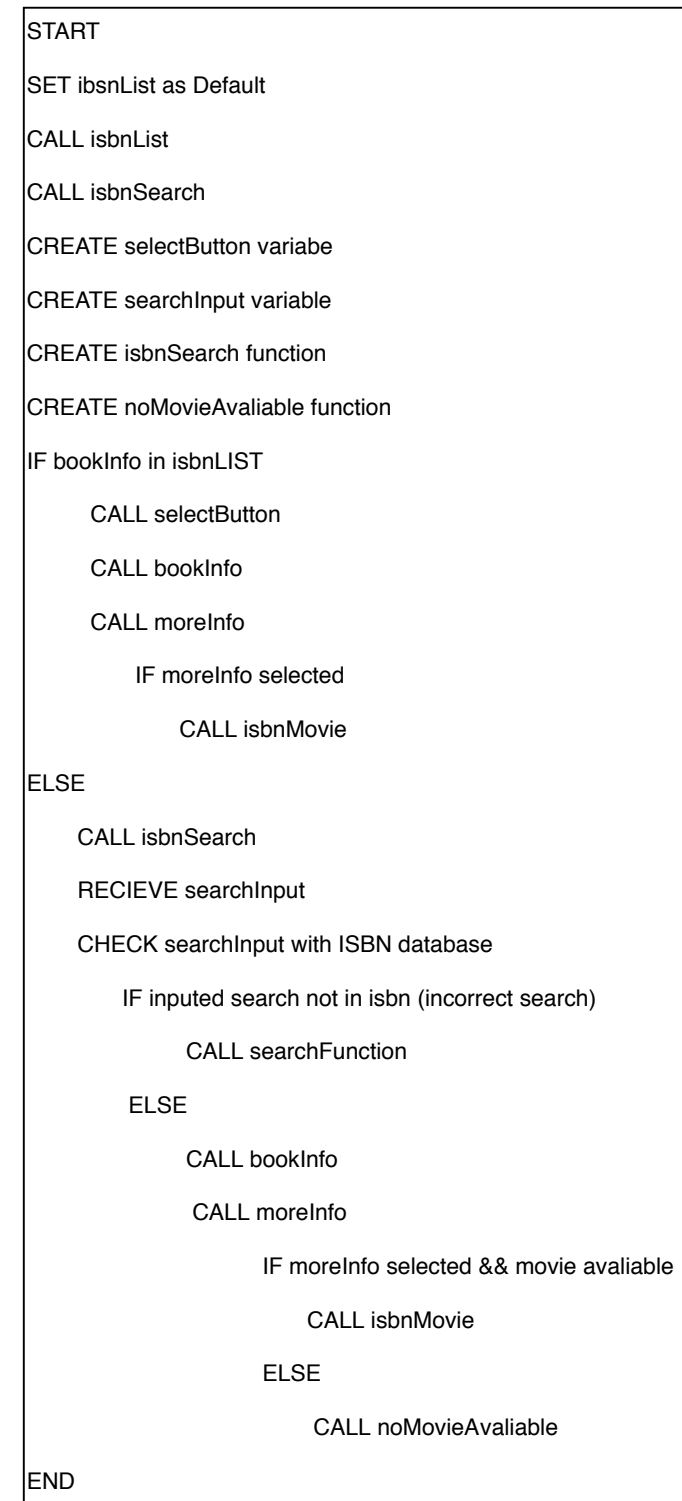 START
SET ibsnList as Default
CALL isbnList
CALL isbnSearch
CREATE selectButton variabe
CREATE searchInput variable
CREATE isbnSearch function
CREATE noMovieAvaliable function
IF bookInfo in isbnLIST
CALL selectButton
CALL bookInfo
CALL moreInfo
IF moreInfo selected
CALL isbnMovie
ELSE
CALL isbnSearch
RECIEVE searchInput
CHECK searchInput with ISBN database
IF inputed search not in isbn (incorrect search)
CALL searchFunction
ELSE
CALL bookInfo
CALL moreInfo
IF moreInfo selected && movie avaliable
CALL isbnMovie
ELSE
CALL noMovieAvaliable
END